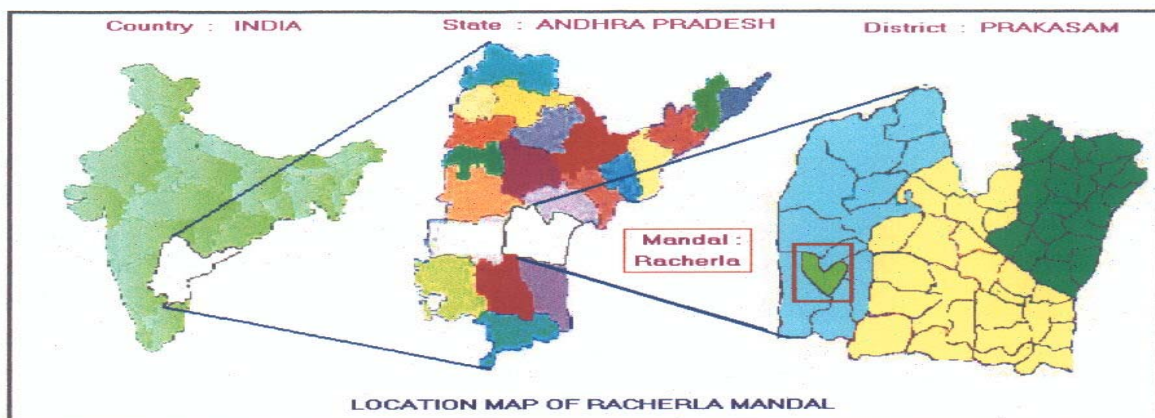 Country : INDIA
State : ANDHRA PRADESH
District : PRAKASAM
Mandal :
Racherla
LOCATION MAP OF RACHERLA MANDAL